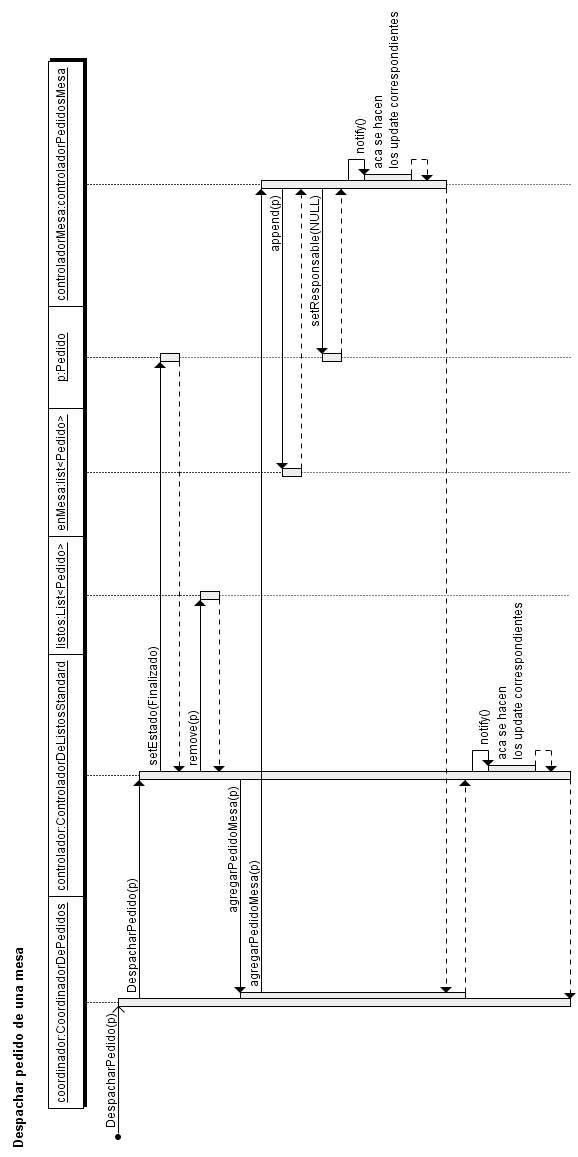 Despachar pedido de una mesa
coordinador:CoordinadorDePedidos
controlador:ControladorDeListosStandard
listos:List<Pedido>
enMesa:list<Pedido>
p:Pedido
controladorMesa:controladorPedidosMesa
DespacharPedido(p)
DespacharPedido(p)
setEstado(Finalizado)
remove(p)
agregarPedidoMesa(p)
agregarPedidoMesa(p)
append(p)
setResponsable(NULL)
notify()
aca se hacen
los update correspondientes
notify()
aca se hacen
los update correspondientes